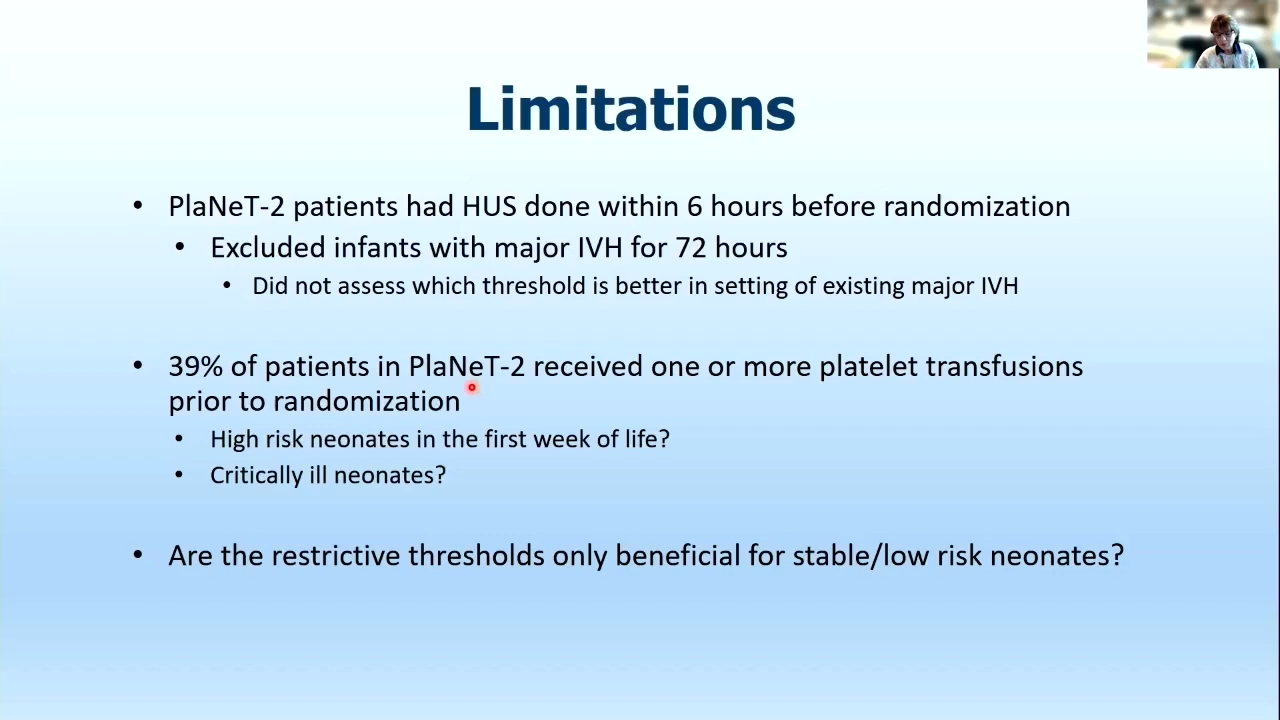 Limitations
• PlaNeT-2 patients had HUS done within 6 hours before randomization
• Excluded infants with major IVH for 72 hours
• Did not assess which threshold is better in setting of existing major IVH
• 39% of patients in PlaNeT-2 received one or more platelet transfusions
prior to randomization
• High risk neonates in the first week of life?
• Critically ill neonates?
• Are the restrictive thresholds only beneficial for stable/low risk neonates?